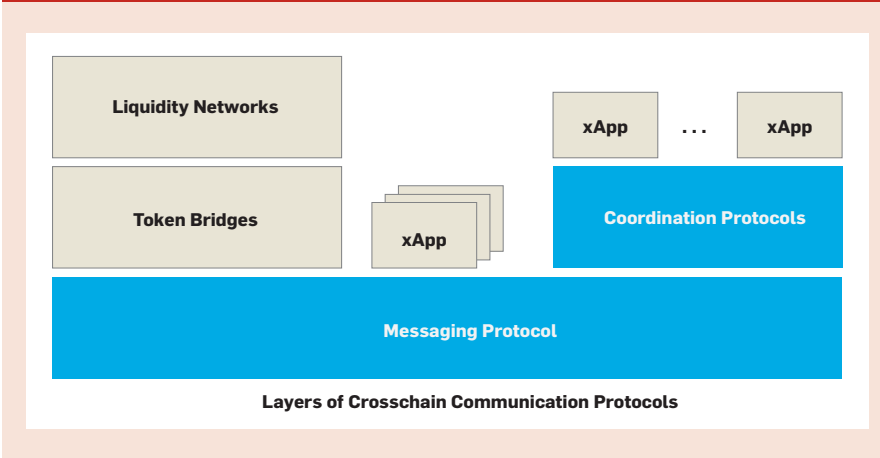 Liquidity Networks
xApp
. . .
xApp
Token Bridges
xApp
Coordination Protocols
Messaging Protocol
Layers of Crosschain Communication Protocols